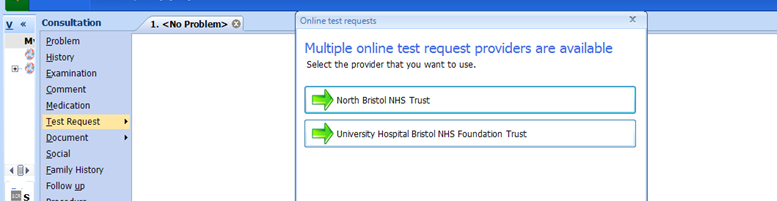 V «
Consultation
1. <No Problem>
Online test requests
My
Problem
History
Examination
Comment
Medication
Test Request
Document
Social
Family History
Follow up
Multiple online test request providers are available
Select the provider that you want to use.
North Bristol NHS Trust
University Hospital Bristol NHS Foundation Trust
S